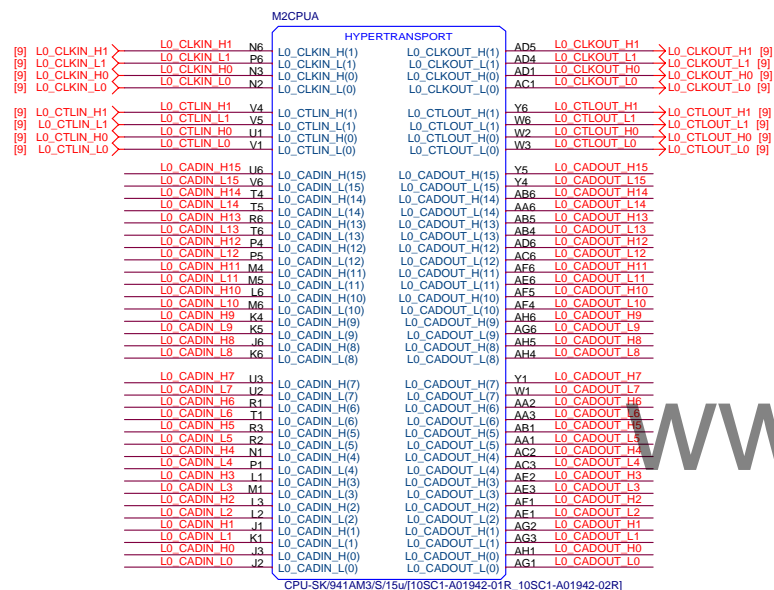 M2CPUA
HYPERTRANSPORT
[9] L0_CLKIN_H1 L0_CLKIN_H1 N6 L0_CLKIN_H(1) L0_CLKOUT_H(1) AD5 L0_CLKOUT_H1 L0_CLKOUT_H1 [9]
[9] L0_CLKIN_L1 L0_CLKIN_L1 P6 L0_CLKIN_L(1) L0_CLKOUT_L(1) AD4 L0_CLKOUT_L1 L0_CLKOUT_L1 [9]
[9] L0_CLKIN_H0 L0_CLKIN_H0 N3 L0_CLKIN_H(0) L0_CLKOUT_H(0) AD1 L0_CLKOUT_H0 L0_CLKOUT_H0 [9]
[9] L0_CLKIN_L0 L0_CLKIN_L0 N2 L0_CLKIN_L(0) L0_CLKOUT_L(0) AC1 L0_CLKOUT_L0 L0_CLKOUT_L0 [9]
[9] L0_CTLIN_H1 L0_CTLIN_H1 V4 L0_CTLIN_H(1) L0_CTLOUT_H(1) Y6 L0_CTLOUT_H1 L0_CTLOUT_H1 [9]
[9] L0_CTLIN_L1 L0_CTLIN_L1 V5 L0_CTLIN_L(1) L0_CTLOUT_L(1) W6 L0_CTLOUT_L1 L0_CTLOUT_L1 [9]
[9] L0_CTLIN_H0 L0_CTLIN_H0 U1 L0_CTLIN_H(0) L0_CTLOUT_H(0) W2 L0_CTLOUT_H0 L0_CTLOUT_H0 [9]
[9] L0_CTLIN_L0 L0_CTLIN_L0 V1 L0_CTLIN_L(0) L0_CTLOUT_L(0) W3 L0_CTLOUT_L0 L0_CTLOUT_L0 [9]
L0_CADIN_H15 U6 L0_CADIN_H(15) L0_CADOUT_H(15) Y5 L0_CADOUT_H15
L0_CADIN_L15 V6 L0_CADIN_L(15) L0_CADOUT_L(15) Y4 L0_CADOUT_L15
L0_CADIN_H14 T4 L0_CADIN_H(14) L0_CADOUT_H(14) AB6 L0_CADOUT_H14
L0_CADIN_L14 T5 L0_CADIN_L(14) L0_CADOUT_L(14) AA6 L0_CADOUT_L14
L0_CADIN_H13 R6 L0_CADIN_H(13) L0_CADOUT_H(13) AB5 L0_CADOUT_H13
L0_CADIN_L13 T6 L0_CADIN_L(13) L0_CADOUT_L(13) AB4 L0_CADOUT_L13
L0_CADIN_H12 P4 L0_CADIN_H(12) L0_CADOUT_H(12) AD6 L0_CADOUT_H12
L0_CADIN_L12 P5 L0_CADIN_L(12) L0_CADOUT_L(12) AC6 L0_CADOUT_L12
L0_CADIN_H11 M4 L0_CADIN_H(11) L0_CADOUT_H(11) AF6 L0_CADOUT_H11
L0_CADIN_L11 M5 L0_CADIN_L(11) L0_CADOUT_L(11) AE6 L0_CADOUT_L11
L0_CADIN_H10 L6 L0_CADIN_H(10) L0_CADOUT_H(10) AF5 L0_CADOUT_H10
L0_CADIN_L10 M6 L0_CADIN_L(10) L0_CADOUT_L(10) AF4 L0_CADOUT_L10
L0_CADIN_H9 K4 L0_CADIN_H(9) L0_CADOUT_H(9) AH6 L0_CADOUT_H9
L0_CADIN_L9 K5 L0_CADIN_L(9) L0_CADOUT_L(9) AG6 L0_CADOUT_L9
L0_CADIN_H8 J6 L0_CADIN_H(8) L0_CADOUT_H(8) AH5 L0_CADOUT_H8
L0_CADIN_L8 K6 L0_CADIN_L(8) L0_CADOUT_L(8) AH4 L0_CADOUT_L8
L0_CADIN_H7 U3 L0_CADIN_H(7) L0_CADOUT_H(7) Y1 L0_CADOUT_H7
L0_CADIN_L7 U2 L0_CADIN_L(7) L0_CADOUT_L(7) W1 L0_CADOUT_L7
L0_CADIN_H6 R1 L0_CADIN_H(6) L0_CADOUT_H(6) AA2 L0_CADOUT_H6
L0_CADIN_L6 T1 L0_CADIN_L(6) L0_CADOUT_L(6) AA3 L0_CADOUT_L6
L0_CADIN_H5 R3 L0_CADIN_H(5) L0_CADOUT_H(5) AB1 L0_CADOUT_H5
L0_CADIN_L5 R2 L0_CADIN_L(5) L0_CADOUT_L(5) AA1 L0_CADOUT_L5
L0_CADIN_H4 N1 L0_CADIN_H(4) L0_CADOUT_H(4) AC2 L0_CADOUT_H4
L0_CADIN_L4 P1 L0_CADIN_L(4) L0_CADOUT_L(4) AC3 L0_CADOUT_L4
L0_CADIN_H3 L1 L0_CADIN_H(3) L0_CADOUT_H(3) AE2 L0_CADOUT_H3
L0_CADIN_L3 M1 L0_CADIN_L(3) L0_CADOUT_L(3) AE3 L0_CADOUT_L3
L0_CADIN_H2 L3 L0_CADIN_H(2) L0_CADOUT_H(2) AF1 L0_CADOUT_H2
L0_CADIN_L2 L2 L0_CADIN_L(2) L0_CADOUT_L(2) AE1 L0_CADOUT_L2
L0_CADIN_H1 J1 L0_CADIN_H(1) L0_CADOUT_H(1) AG2 L0_CADOUT_H1
L0_CADIN_L1 K1 L0_CADIN_L(1) L0_CADOUT_L(1) AG3 L0_CADOUT_L1
L0_CADIN_H0 J3 L0_CADIN_H(0) L0_CADOUT_H(0) AH1 L0_CADOUT_H0
L0_CADIN_L0 J2 L0_CADIN_L(0) L0_CADOUT_L(0) AG1 L0_CADOUT_L0
CPU-SK/941AM3/S/15u/[10SC1-A01942-01R_10SC1-A01942-02R]